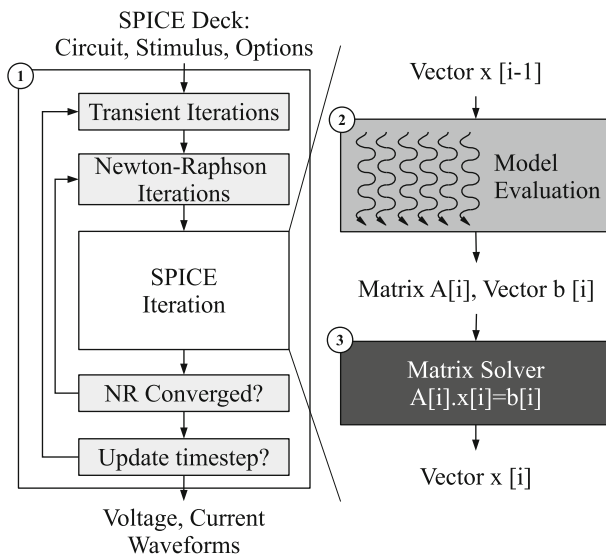 SPICE Deck:
Circuit, Stimulus, Options
1
Transient Iterations
Newton-Raphson
Iterations
SPICE
Iteration
NR Converged?
Update timestep?
Voltage, Current
Waveforms
Vector x [i-1]
2
Model
Evaluation
Matrix A[i], Vector b [i]
3
Matrix Solver
A[i].x[i]=b[i]
Vector x [i]